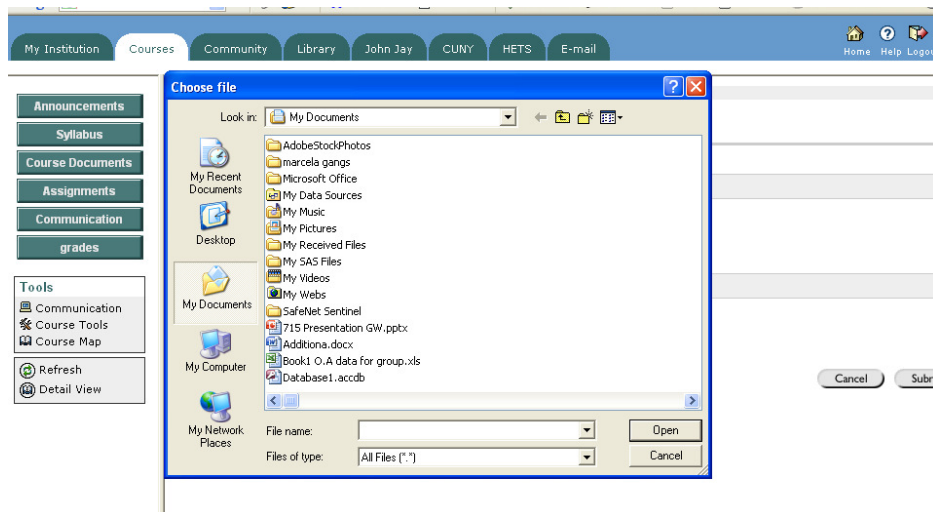 My Institution Courses Community Library John Jay CUNY HETS E-mail
Home Help
Choose file
Look in: My Documents
Announcements
Syllabus
Course Documents
Assignments
Communication
grades
Tools
Communication
Course Tools
Course Map
Refresh
Detail View
My Recent
Documents
Desktop
My Documents
My Computer
My Network
Places
AdobeStockPhotos
marcela gangs
Microsoft Office
My Data Sources
My Music
My Pictures
My Received Files
My SAS Files
My Videos
My Webs
SafeNet Sentinel
715 Presentation GW.pptx
Additiona.docx
Book1 O.A data for group.xls
Database1.accdb
File name: Open
Files of type: All Files (*.*) Cancel
Cancel